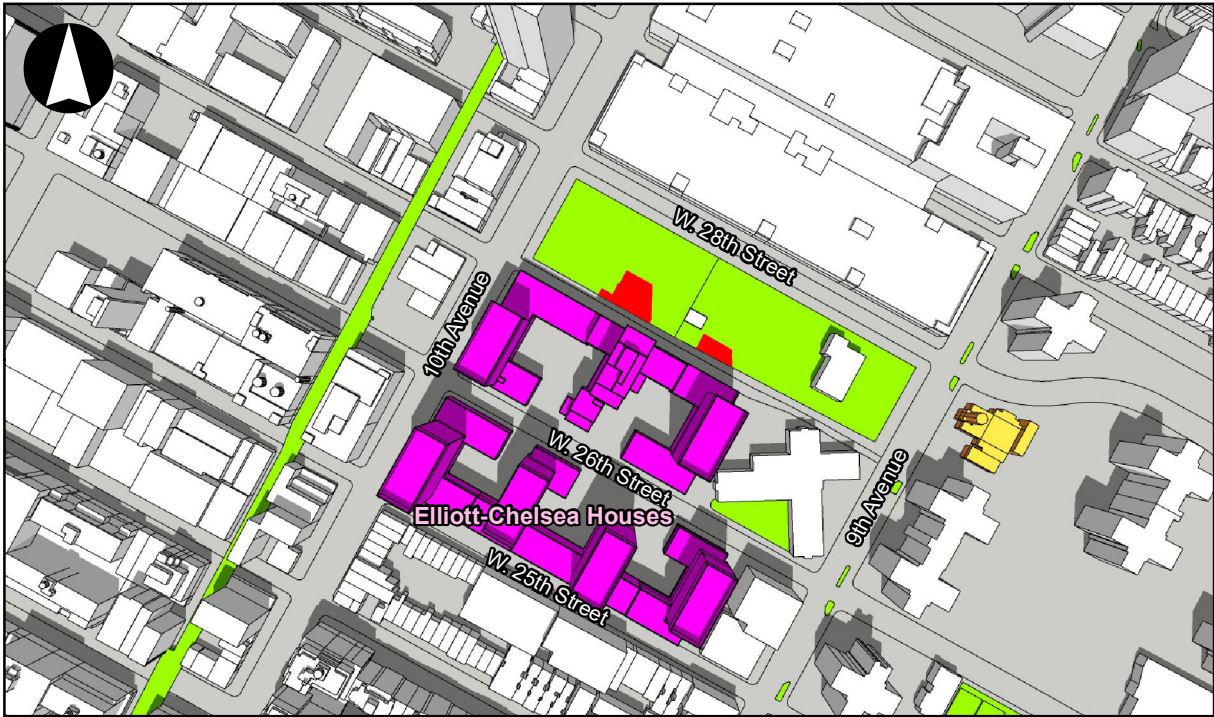 W. 28th Street
10th Avenue
W. 26th Street
9th Avenue
Elliott-Chelsea Houses
W. 25th Street